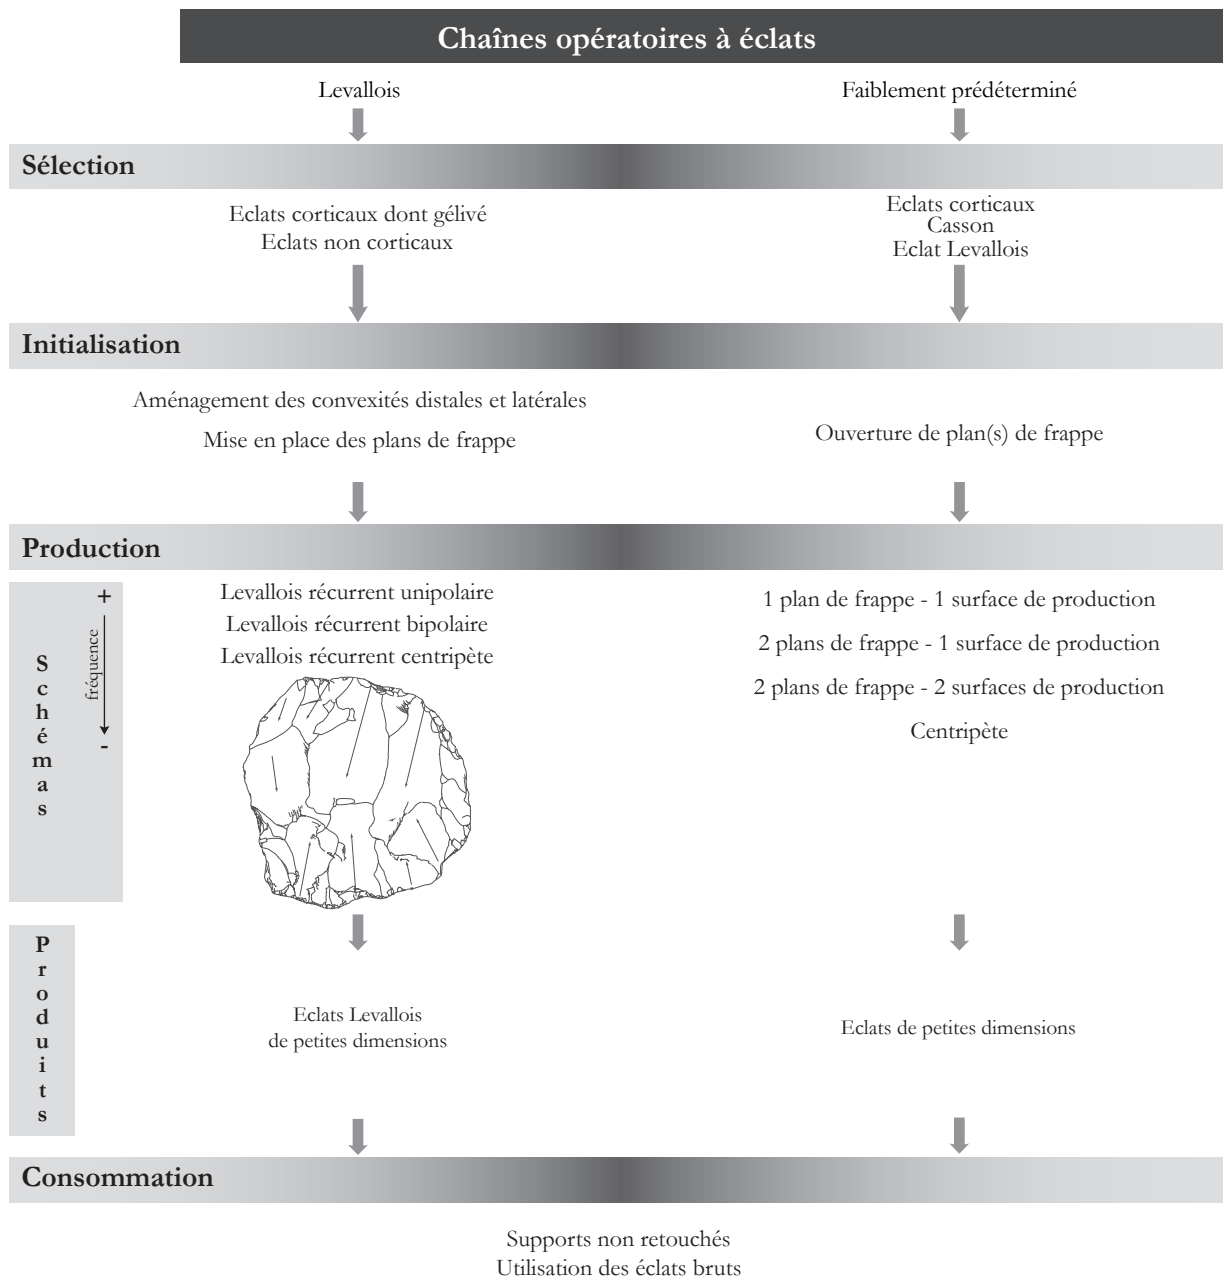 Chaînes opératoires à éclats
Levallois
Faiblement prédéterminé
Sélection
Eclats corticaux dont gélivé
Eclats non corticaux
Eclats corticaux
Casson
Eclat Levallois
Initialisation
Aménagement des convexités distales et latérales
Mise en place des plans de frappe
Ouverture de plan(s) de frappe
Production
Schémas
+
fréquence
-
Levallois récurrent unipolaire
Levallois récurrent bipolaire
Levallois récurrent centripète
1 plan de frappe - 1 surface de production
2 plans de frappe - 1 surface de production
2 plans de frappe - 2 surfaces de production
Centripète
Produits
Eclats Levallois
de petites dimensions
Eclats de petites dimensions
Consommation
Supports non retouchés
Utilisation des éclats bruts